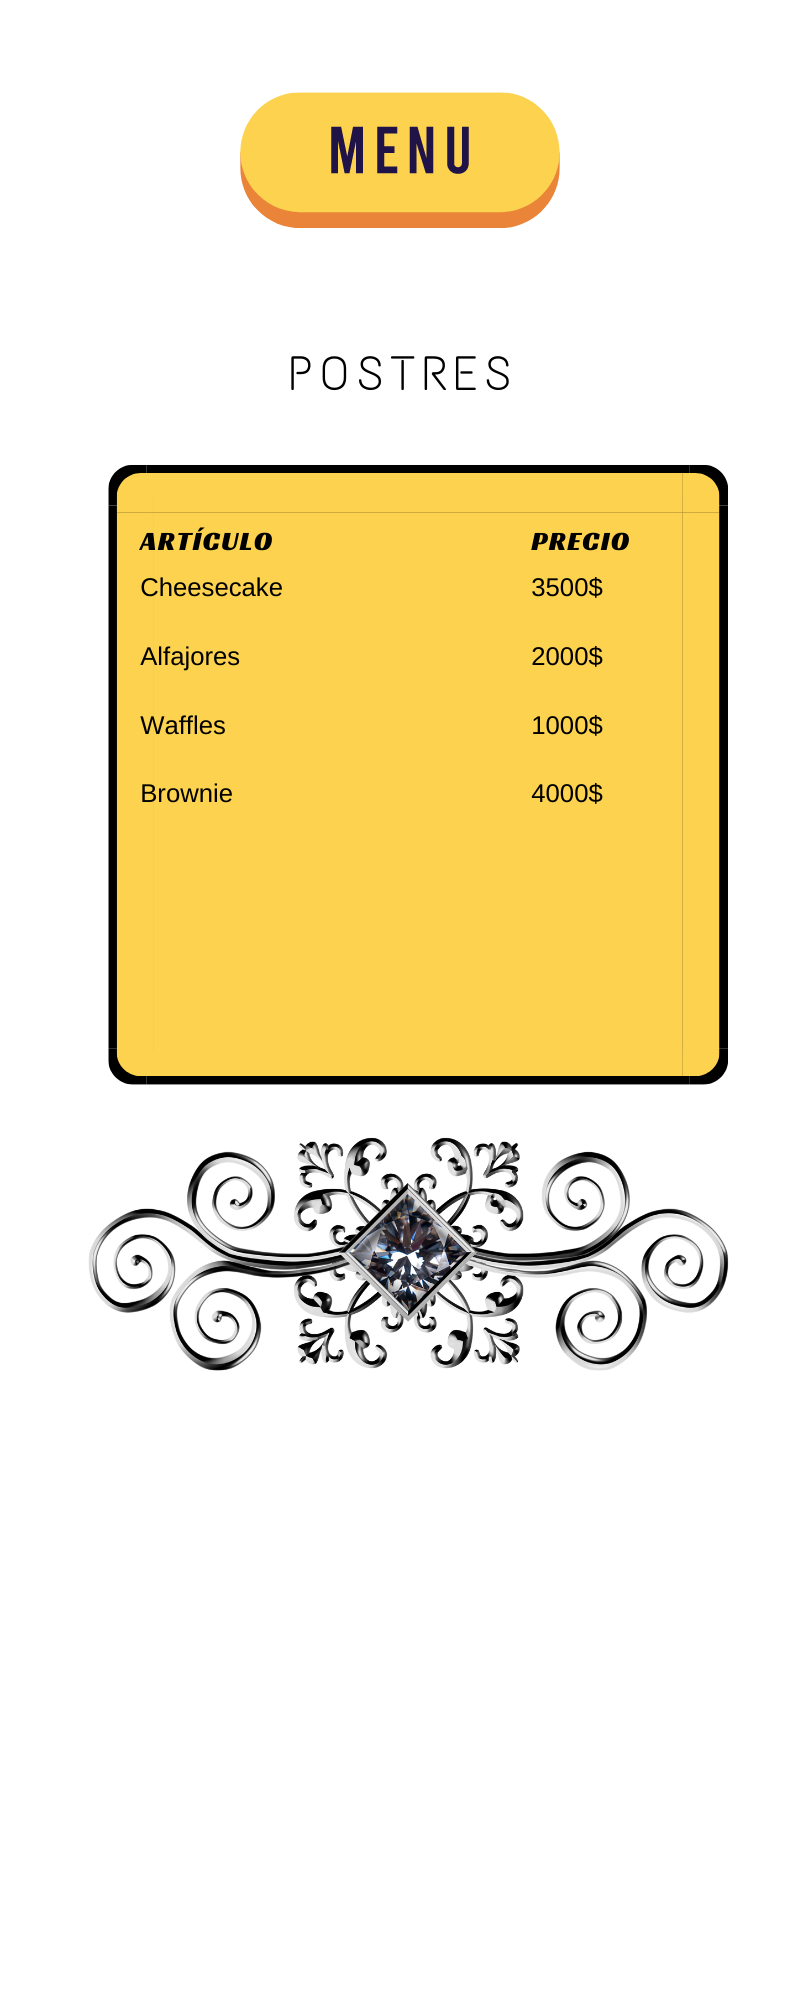 MENU
POSTRES
ARTÍCULO PRECIO
Cheesecake 3500$
Alfajores 2000$
Waffles 1000$
Brownie 4000$